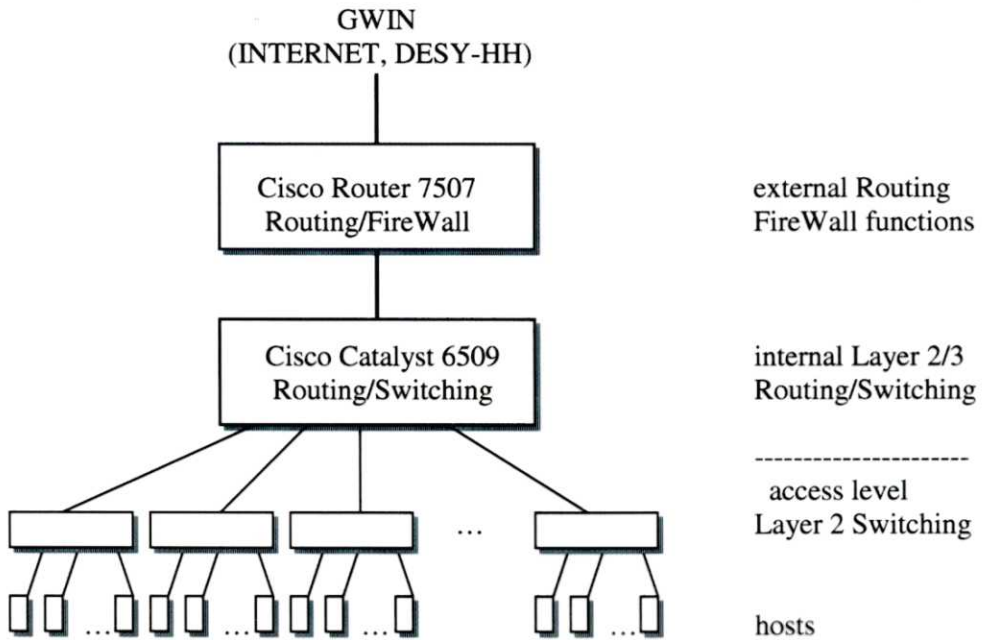 GWIN
(INTERNET, DESY-HH)
Cisco Router 7507
Routing/FireWall
external Routing
FireWall functions
Cisco Catalyst 6509
Routing/Switching
internal Layer 2/3
Routing/Switching
----------------------
access level
Layer 2 Switching
...
... ... ... ...
hosts